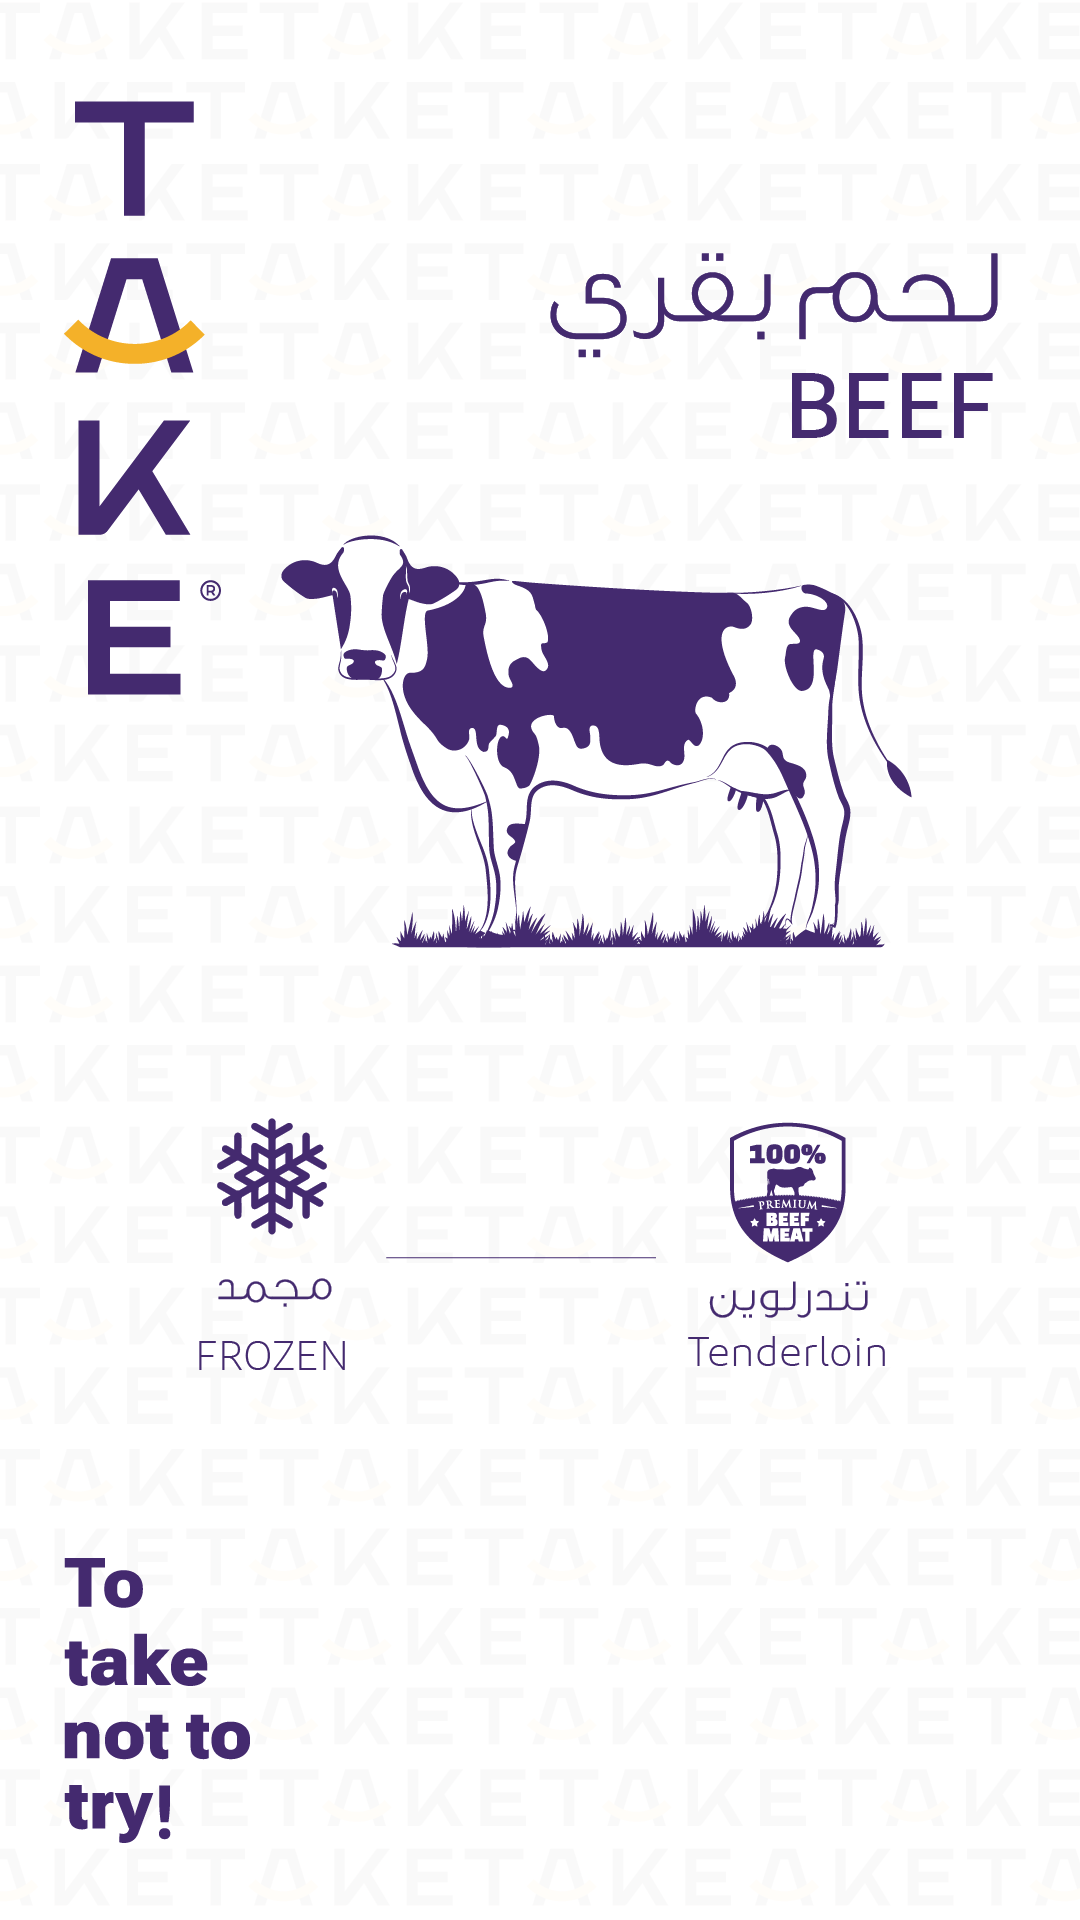 TAKE®
لحم بقري
BEEF
100%
PREMIUM
BEEF
MEAT
مجمد
FROZEN
تندرلوين
Tenderloin
To
take
not to
try!